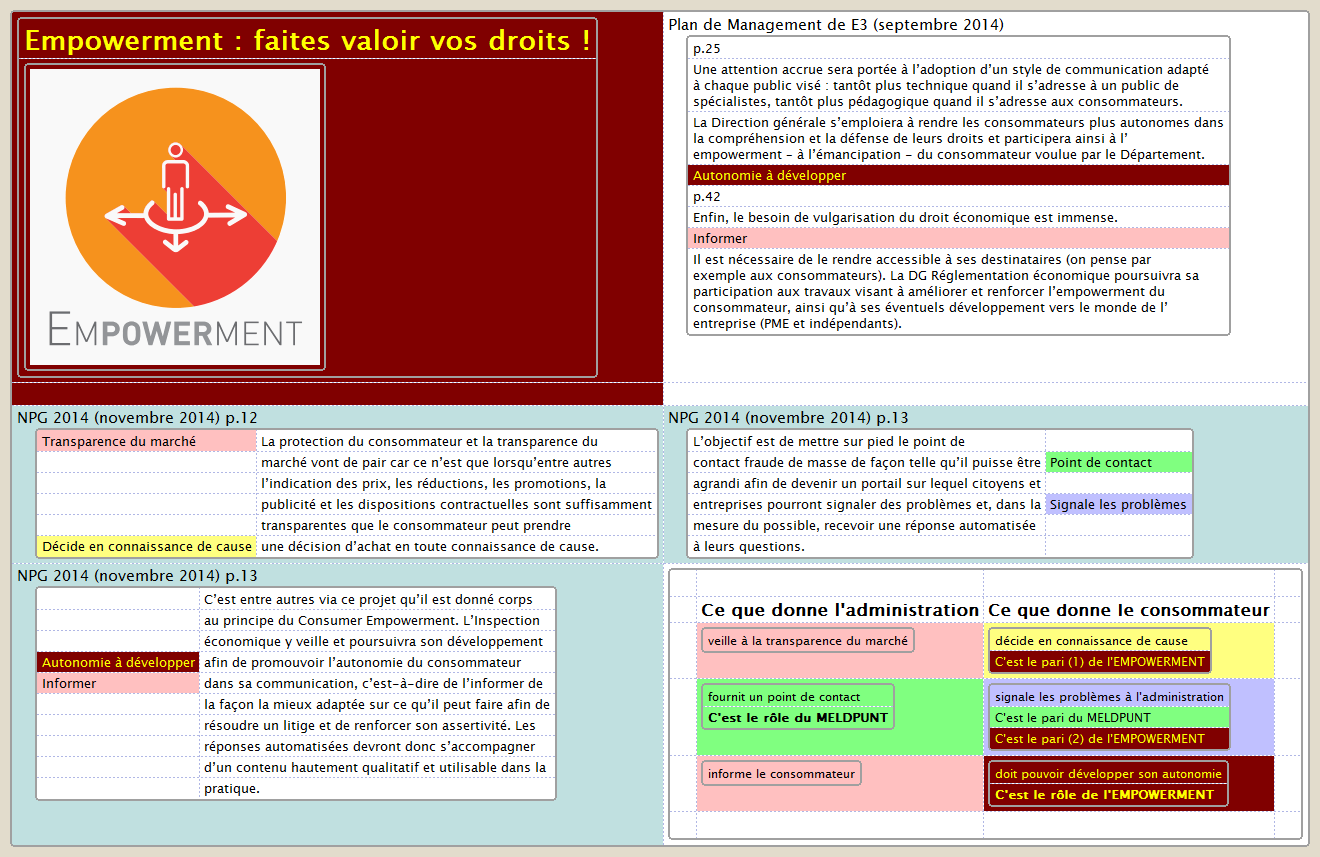 Empowerment : faites valoir vos droits !
EMPOWERMENT
Plan de Management de E3 (septembre 2014)
p.25
Une attention accrue sera portée à l’adoption d’un style de communication adapté
à chaque public visé : tantôt plus technique quand il s’adresse à un public de
spécialistes, tantôt plus pédagogique quand il s’adresse aux consommateurs.
La Direction générale s’emploiera à rendre les consommateurs plus autonomes dans
la compréhension et la défense de leurs droits et participera ainsi à l’
empowerment – à l’émancipation – du consommateur voulue par le Département.
Autonomie à développer
p.42
Enfin, le besoin de vulgarisation du droit économique est immense.
Informer
Il est nécessaire de le rendre accessible à ses destinataires (on pense par
exemple aux consommateurs). La DG Réglementation économique poursuivra sa
participation aux travaux visant à améliorer et renforcer l’empowerment du
consommateur, ainsi qu’à ses éventuels développement vers le monde de l’
entreprise (PME et indépendants).
NPG 2014 (novembre 2014) p.12
Transparence du marché
La protection du consommateur et la transparence du
marché vont de pair car ce n’est que lorsqu’entre autres
l’indication des prix, les réductions, les promotions, la
publicité et les dispositions contractuelles sont suffisamment
transparentes que le consommateur peut prendre
Décide en connaissance de cause
une décision d’achat en toute connaissance de cause.
NPG 2014 (novembre 2014) p.13
L’objectif est de mettre sur pied le point de
contact fraude de masse de façon telle qu’il puisse être
Point de contact
agrandi afin de devenir un portail sur lequel citoyens et
entreprises pourront signaler des problèmes et, dans la
Signale les problèmes
mesure du possible, recevoir une réponse automatisée
à leurs questions.
NPG 2014 (novembre 2014) p.13
C’est entre autres via ce projet qu’il est donné corps
au principe du Consumer Empowerment. L’Inspection
économique y veille et poursuivra son développement
Autonomie à développer
afin de promouvoir l’autonomie du consommateur
Informer
dans sa communication, c’est-à-dire de l’informer de
la façon la mieux adaptée sur ce qu’il peut faire afin de
résoudre un litige et de renforcer son assertivité. Les
réponses automatisées devront donc s’accompagner
d’un contenu hautement qualitatif et utilisable dans la
pratique.
Ce que donne l'administration
Ce que donne le consommateur
veille à la transparence du marché
décide en connaissance de cause
C'est le pari (1) de l'EMPOWERMENT
fournit un point de contact
C'est le rôle du MELDPUNT
signale les problèmes à l'administration
C'est le pari du MELDPUNT
C'est le pari (2) de l'EMPOWERMENT
informe le consommateur
doit pouvoir développer son autonomie
C'est le rôle de l'EMPOWERMENT